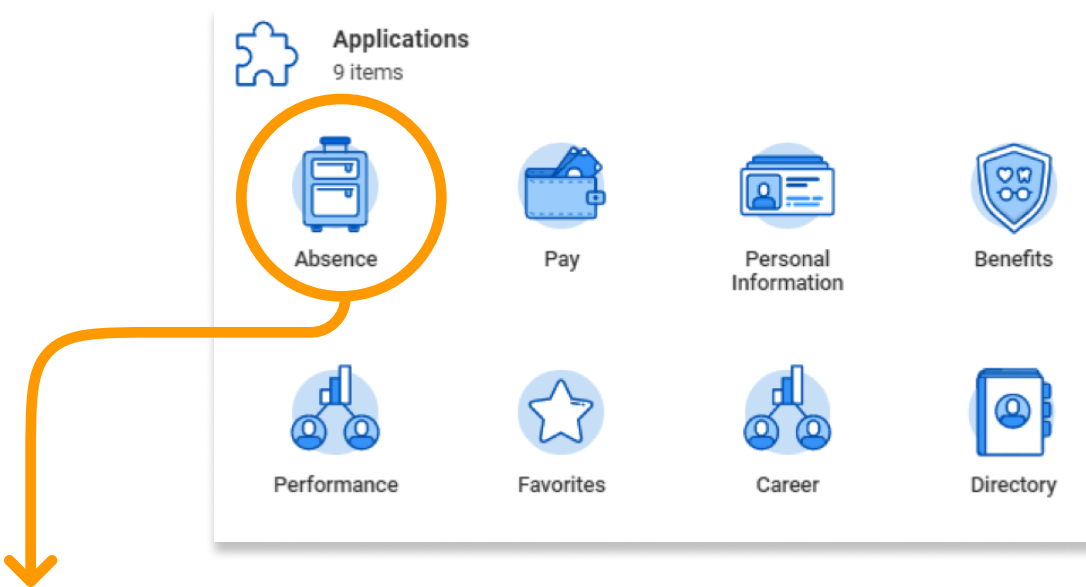 Applications
9 items
Absence
Pay
Personal
Information
Benefits
Performance
Favorites
Career
Directory